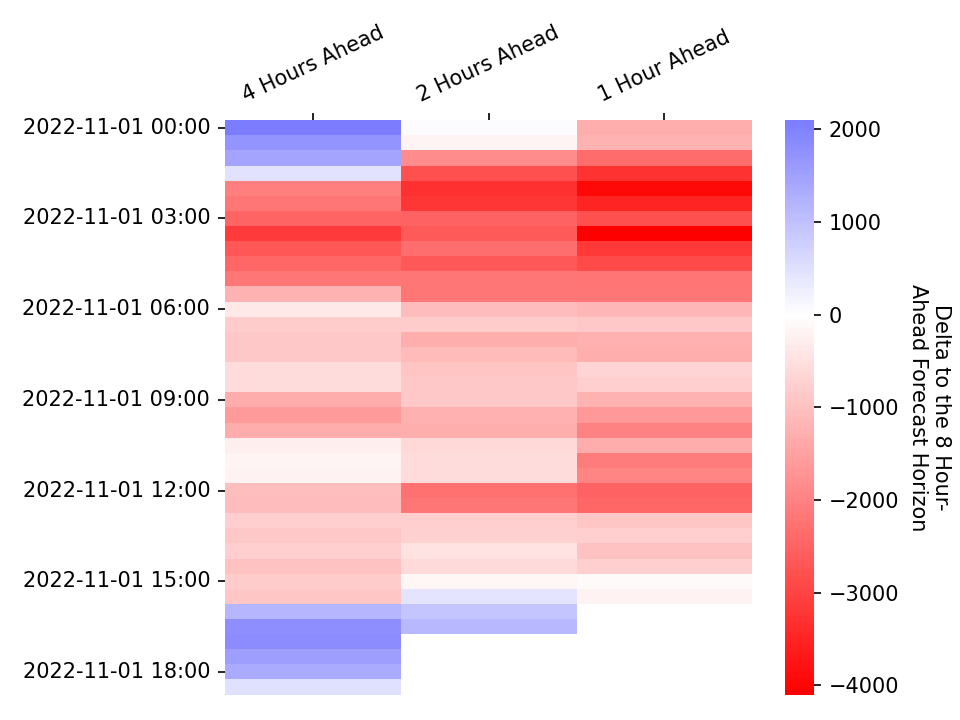 4 Hours Ahead
2 Hours Ahead
1 Hour Ahead
2022-11-01 00:00
2022-11-01 03:00
2022-11-01 06:00
2022-11-01 09:00
2022-11-01 12:00
2022-11-01 15:00
2022-11-01 18:00
2000
1000
0
−1000
−2000
−3000
−4000
Delta to the 8 Hour-
Ahead Forecast Horizon